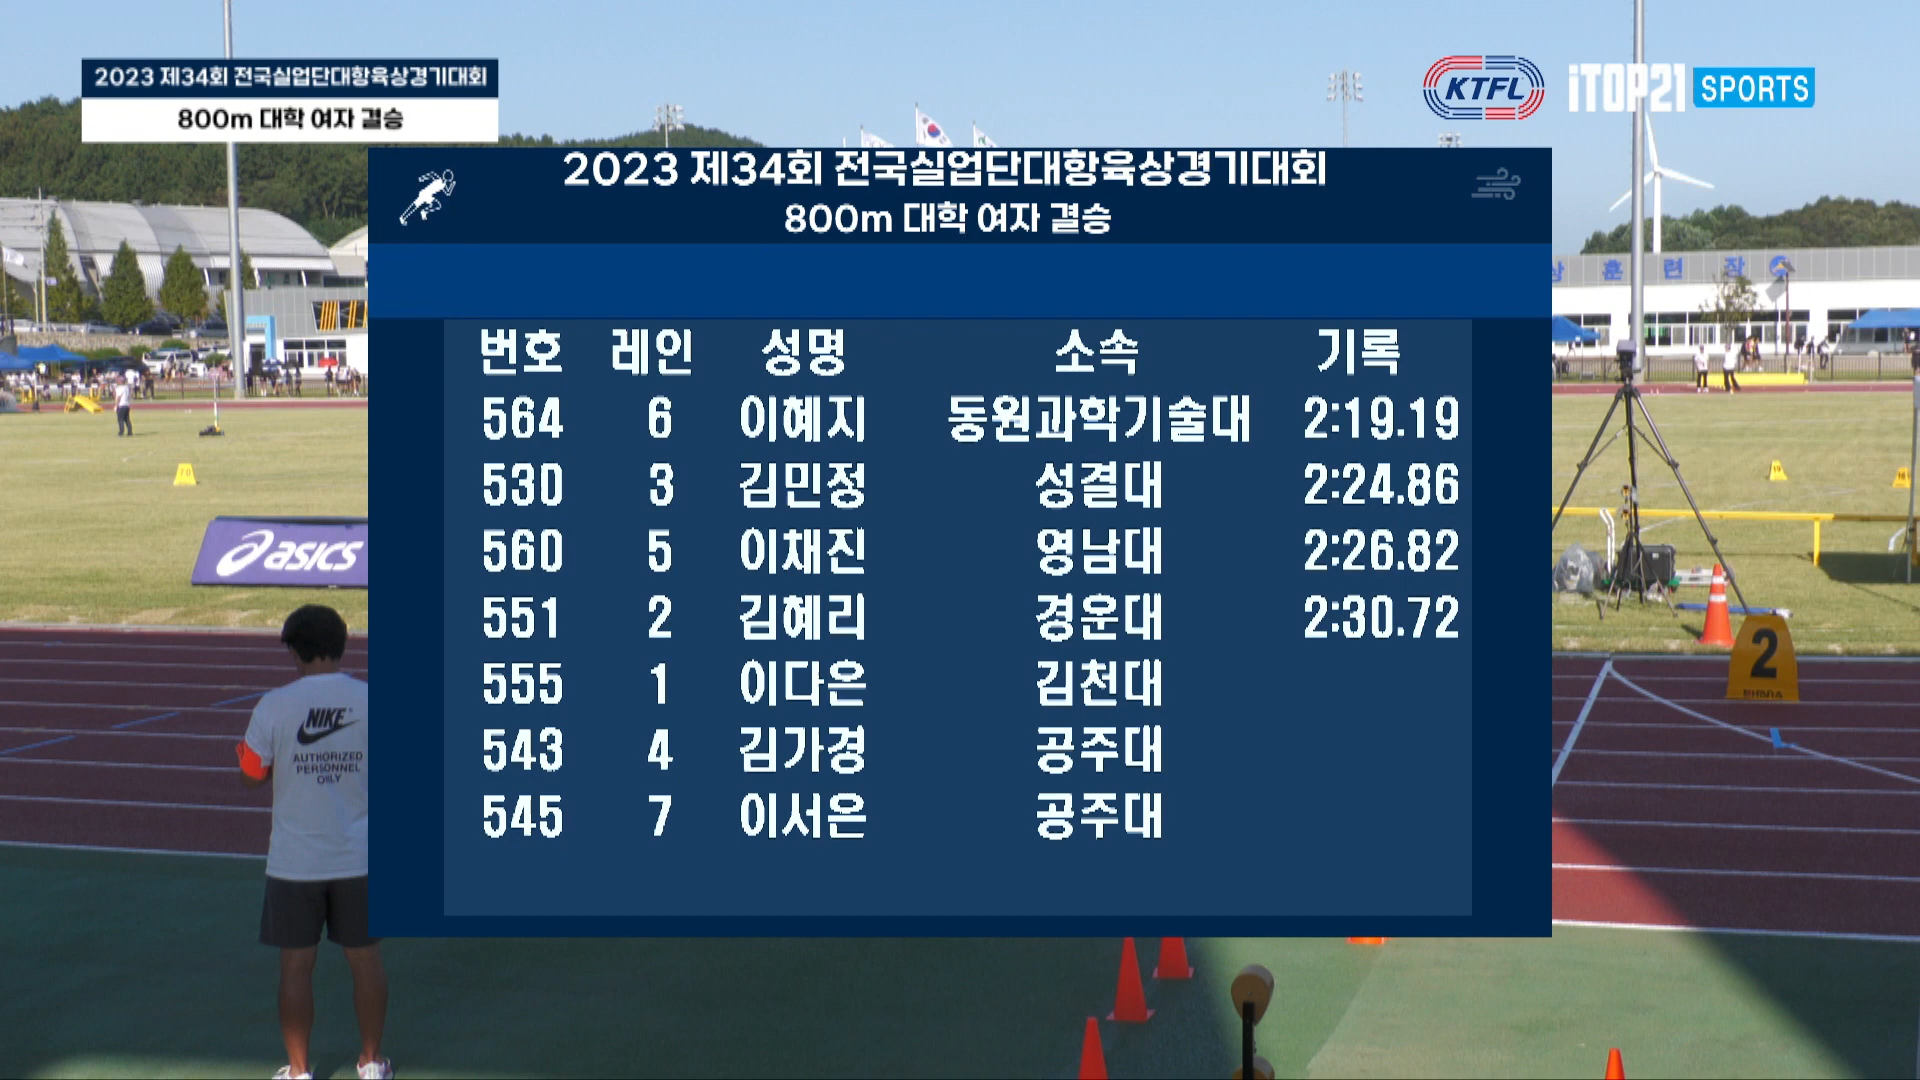 2023 제34회 전국실업단대항육상경기대회
800m 대학 여자 결승
KTFL iTOP21 SPORTS
2023 제34회 전국실업단대항육상경기대회
800m 대학 여자 결승
번호 레인 성명 소속 기록
564 6 이혜지 동원과학기술대 2:19.19
530 3 김민정 성결대 2:24.86
560 5 이채진 영남대 2:26.82
551 2 김혜리 경운대 2:30.72
555 1 이다은 김천대
543 4 김가경 공주대
545 7 이서은 공주대
상 훈 련 장
asics
NIKE
AUTHORIZED
PERSONNEL
ONLY
2